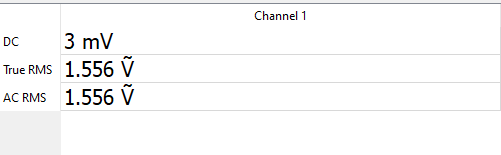 Channel 1
DC 3 mV
True RMS 1.556 Ṽ
AC RMS 1.556 Ṽ